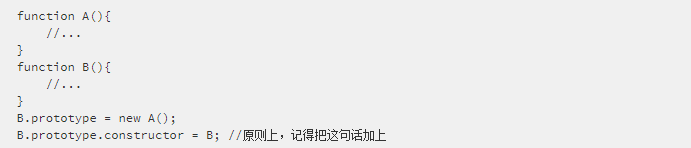 function A(){
    //...
}
function B(){
    //...
}
B.prototype = new A();
B.prototype.constructor = B; //原则上，记得把这句话加上